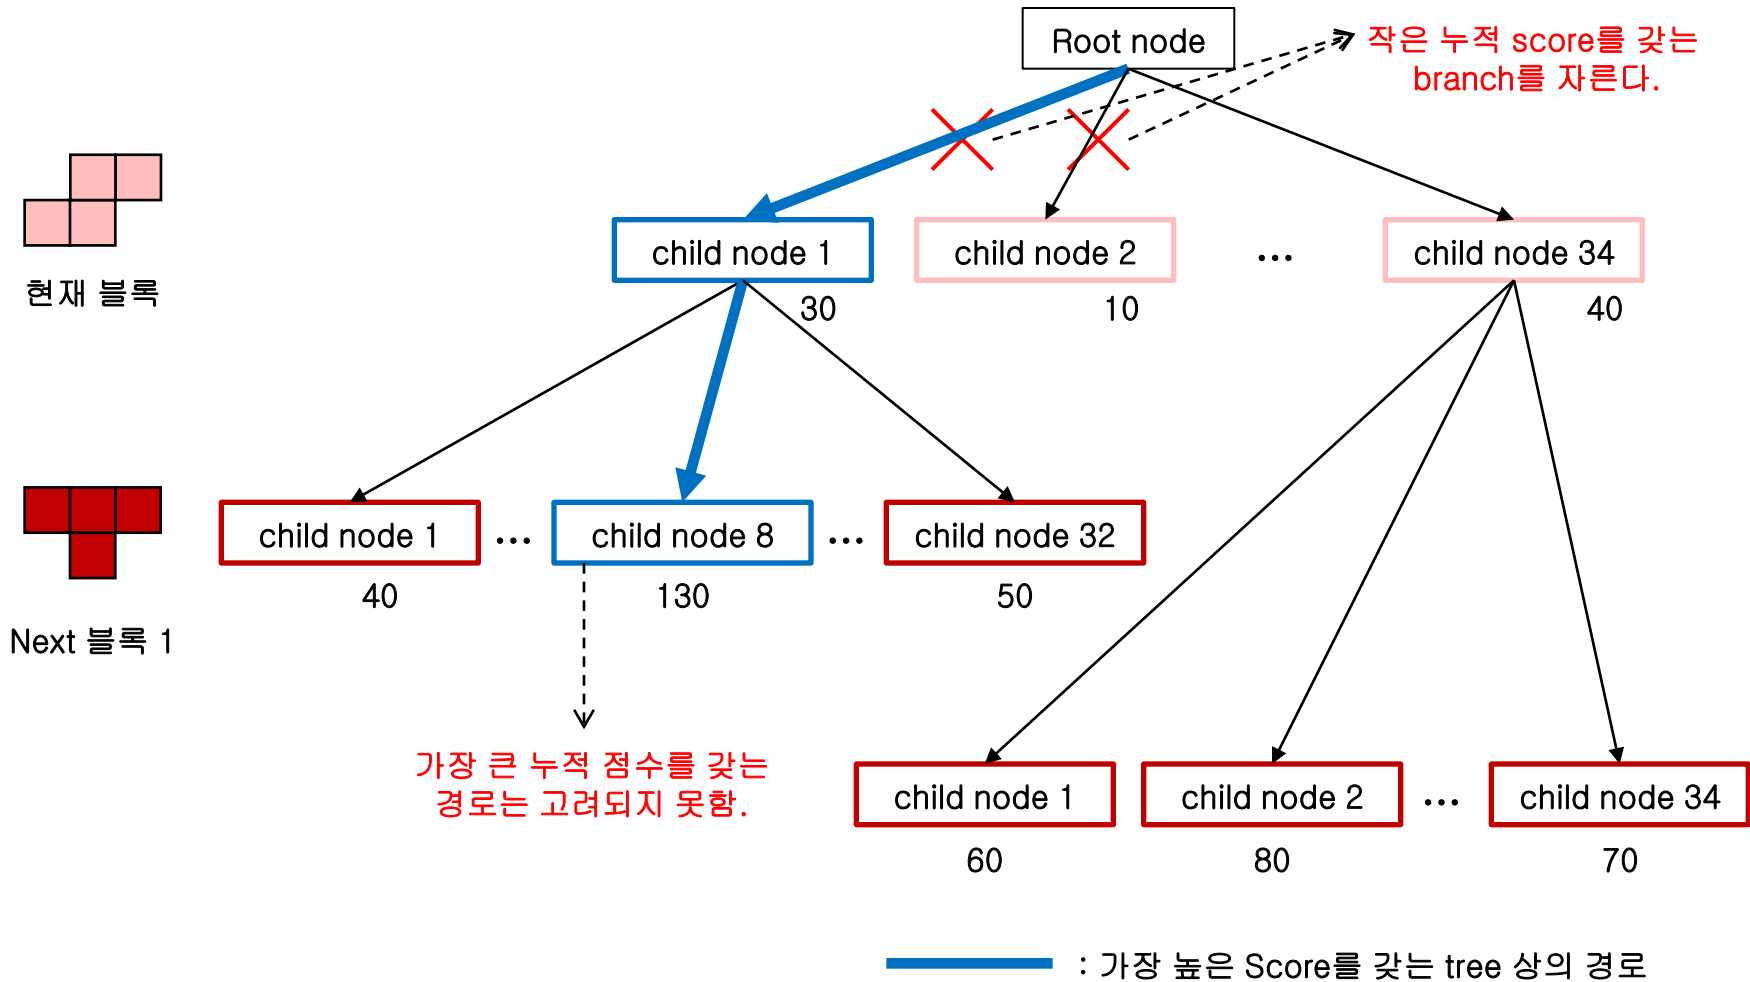 Root node
작은 누적 score를 갖는
branch를 자른다.
현재 블록
child node 1
child node 2
...
child node 34
30
10
40
Next 블록 1
child node 1
...
child node 8
...
child node 32
40
130
50
가장 큰 누적 점수를 갖는
경로는 고려되지 못함.
child node 1
child node 2
...
child node 34
60
80
70
: 가장 높은 Score를 갖는 tree 상의 경로